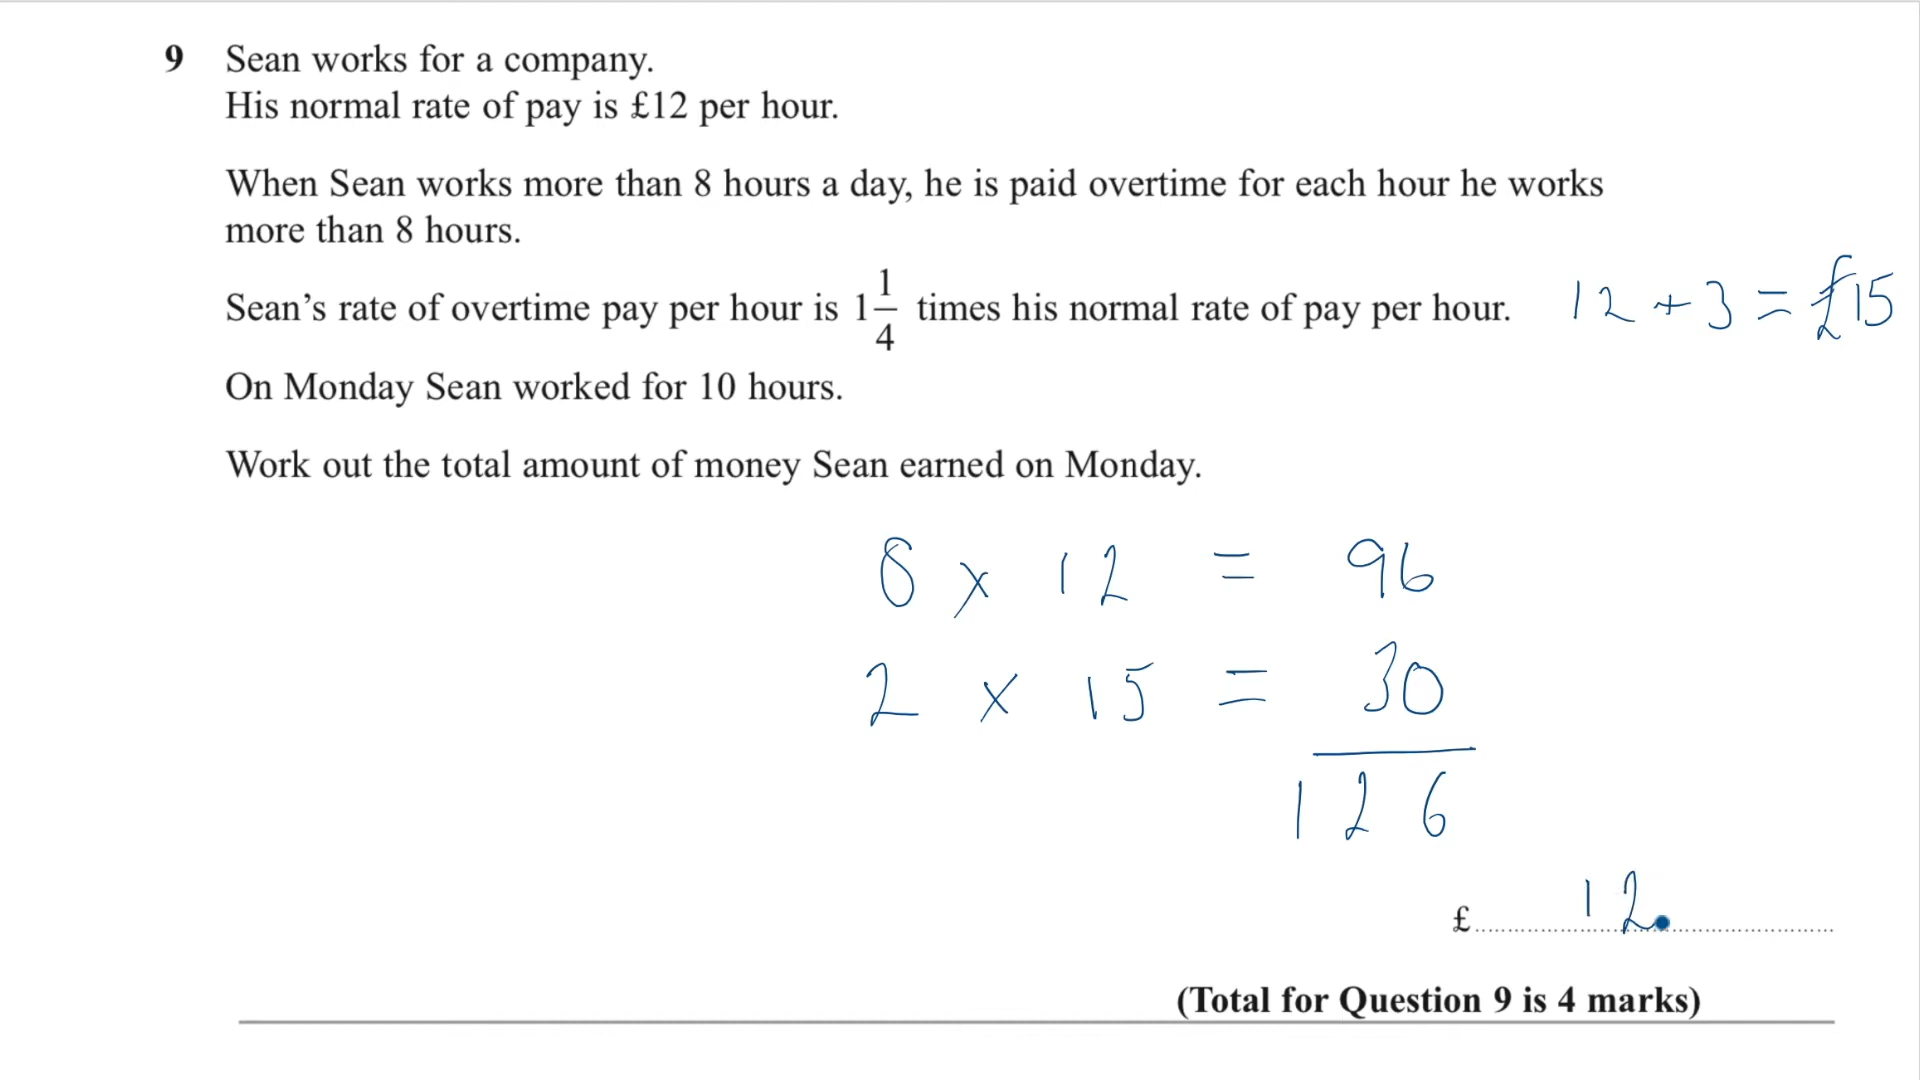 9 Sean works for a company.
His normal rate of pay is £12 per hour.
When Sean works more than 8 hours a day, he is paid overtime for each hour he works
more than 8 hours.
Sean’s rate of overtime pay per hour is 1 1/4 times his normal rate of pay per hour. 12 + 3 = £15
On Monday Sean worked for 10 hours.
Work out the total amount of money Sean earned on Monday.
8 × 12 = 96
2 × 15 = 30
126
£ 12
(Total for Question 9 is 4 marks)